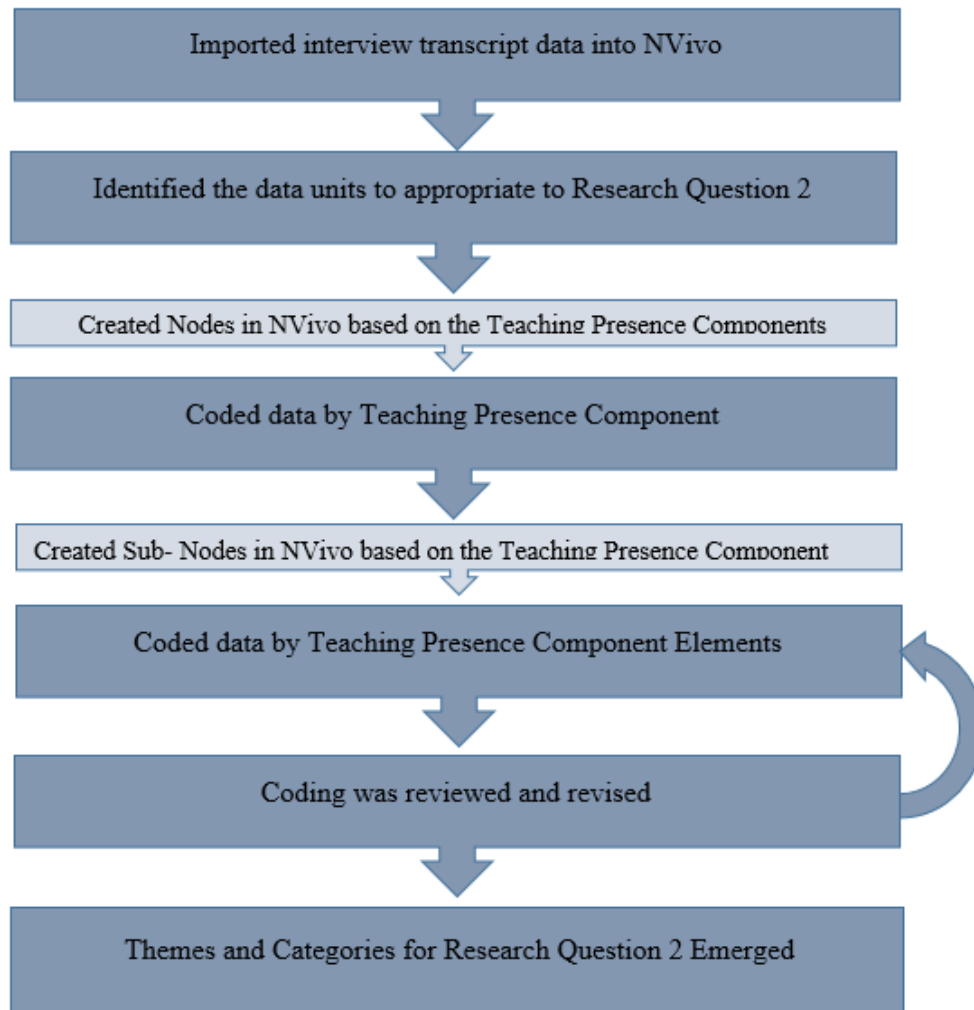 Imported interview transcript data into NVivo
Identified the data units to appropriate to Research Question 2
Created Nodes in NVivo based on the Teaching Presence Components
Coded data by Teaching Presence Component
Created Sub- Nodes in NVivo based on the Teaching Presence Component
Coded data by Teaching Presence Component Elements
Coding was reviewed and revised
Themes and Categories for Research Question 2 Emerged